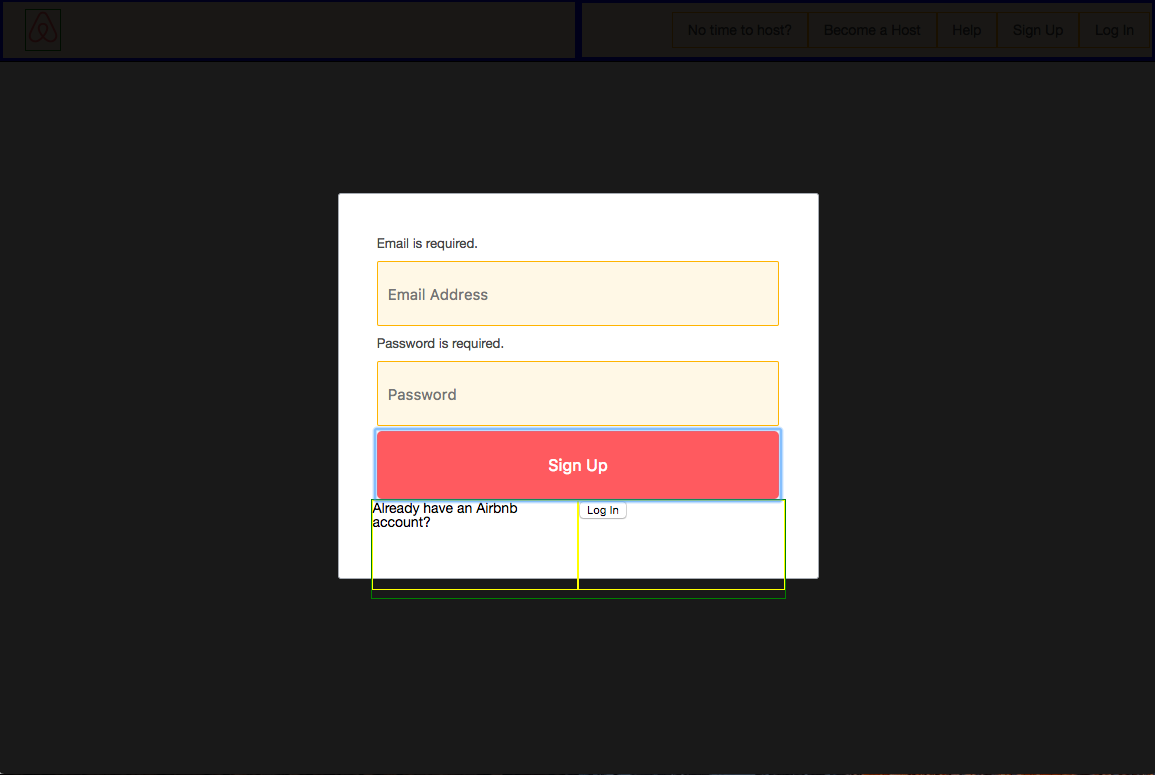 No time to host?
Become a Host
Help
Sign Up
Log In
Email is required.
Email Address
Password is required.
Password
Sign Up
Already have an Airbnb
account?
Log In